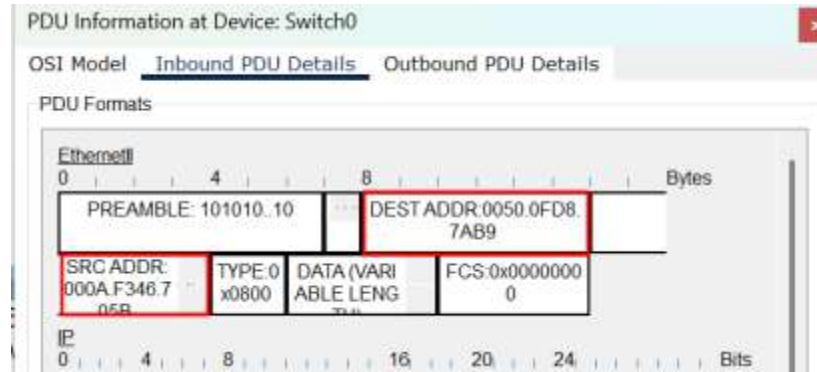 PDU Information at Device: Switch0
OSI Model Inbound PDU Details Outbound PDU Details
PDU Formats
EthernetII
0 4 8 Bytes
PREAMBLE: 101010..10 DEST ADDR:0050.0FD8.
7AB9
SRC ADDR: TYPE:0 DATA (VARI FCS:0x0000000
000A.F346.7 x0800 ABLE LENG 0
05B
IP
0 4 8 16 20 24 Bits